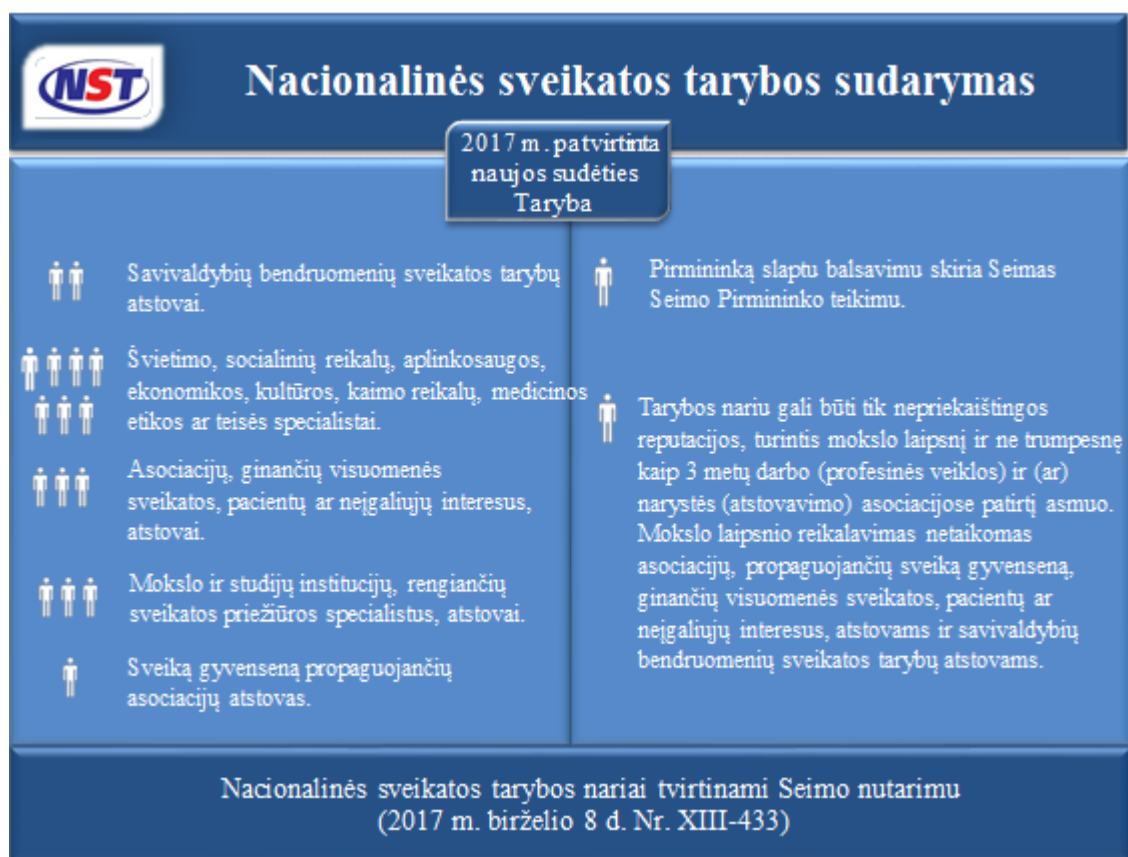 NST
Nacionalinės sveikatos tarybos sudarymas
2017 m. patvirtinta
naujos sudėties
Taryba
Savivaldybių bendruomenių sveikatos tarybų
atstovai.
Švietimo, socialinių reikalų, aplinkosaugos,
ekonomikos, kultūros, kaimo reikalų, medicinos
etikos ar teisės specialistai.
Asociacijų, ginančių visuomenės
sveikatos, pacientų ar neįgaliųjų interesus,
atstovai.
Mokslo ir studijų institucijų, rengiančių
sveikatos priežiūros specialistus, atstovai.
Sveiką gyvenseną propaguojančių
asociacijų atstovas.
Pirmininką slaptu balsavimu skiria Seimas
Seimo Pirmininko teikimu.
Tarybos nariu gali būti tik nepriekaištingos
reputacijos, turintis mokslo laipsnį ir ne trumpesnę
kaip 3 metų darbo (profesinės veiklos) ir (ar)
narystės (atstovavimo) asociacijose patirtį asmuo.
Mokslo laipsnio reikalavimas netaikomas
asociacijų, propaguojančių sveiką gyvenseną,
ginančių visuomenės sveikatos, pacientų ar
neįgaliųjų interesus, atstovams ir savivaldybių
bendruomenių sveikatos tarybų atstovams.
Nacionalinės sveikatos tarybos nariai tvirtinami Seimo nutarimu
(2017 m. birželio 8 d. Nr. XIII-433)